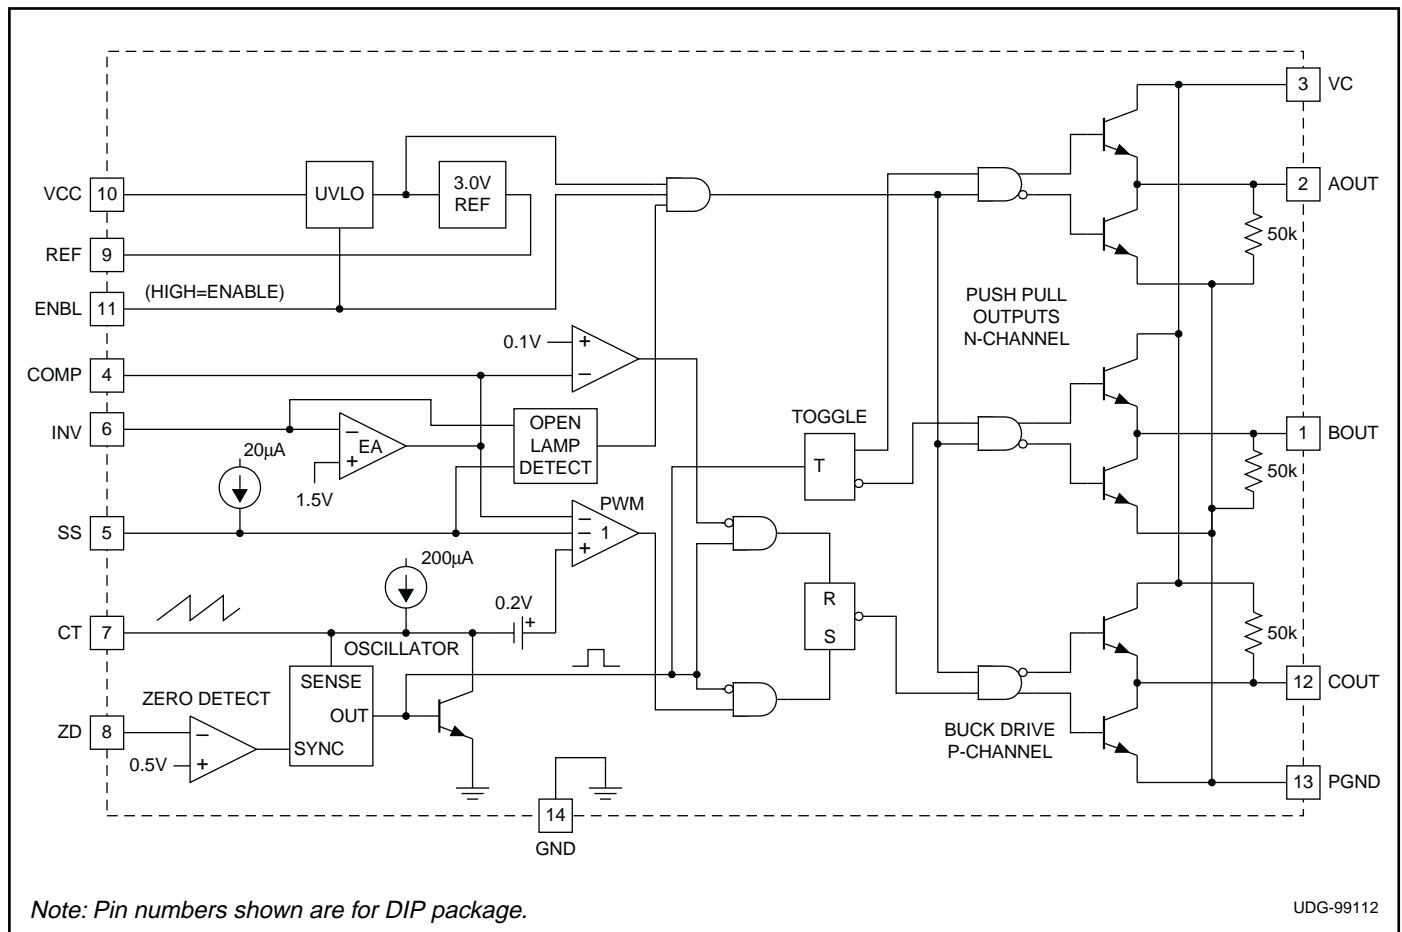 3 VC
VCC 10
UVLO
3.0V
REF
2 AOUT
50k
REF 9
(HIGH=ENABLE)
ENBL 11
PUSH PULL
OUTPUTS
N-CHANNEL
0.1V
+
−
COMP 4
INV 6
−
EA
+
1.5V
OPEN
LAMP
DETECT
TOGGLE
T
1 BOUT
50k
20µA
SS 5
PWM
−
− 1
+
200µA
0.2V
+
R
S
50k
CT 7
OSCILLATOR
12 COUT
ZERO DETECT
SENSE
OUT
SYNC
ZD 8
−
0.5V
+
BUCK DRIVE
P-CHANNEL
13 PGND
14
GND
Note: Pin numbers shown are for DIP package.
UDG-99112